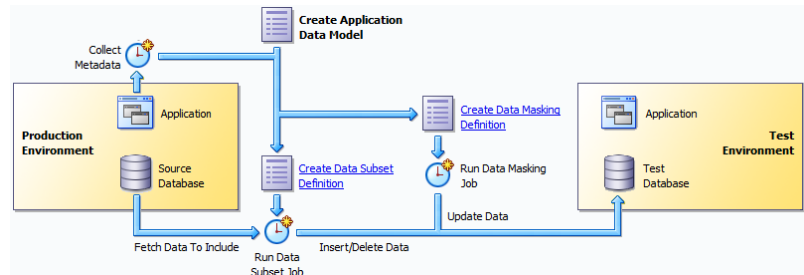 Create Application
Data Model
Collect
Metadata
Production
Environment
Application
Source
Database
Create Data Masking
Definition
Create Data Subset
Definition
Run Data Masking
Job
Application
Test
Environment
Test
Database
Update Data
Fetch Data To Include
Run Data
Subset Job
Insert/Delete Data